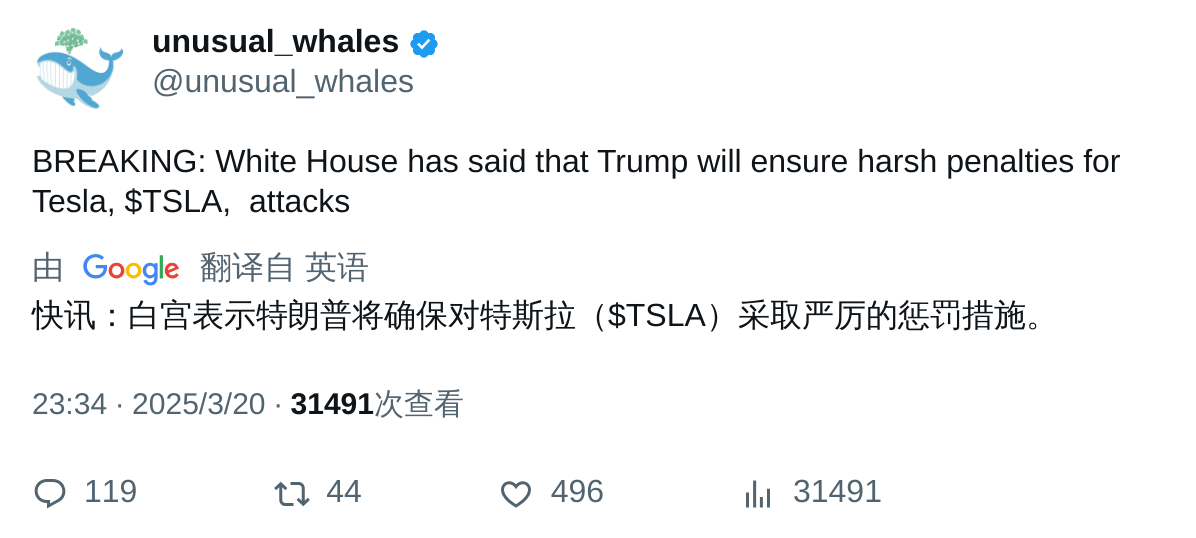 unusual_whales
@unusual_whales
BREAKING: White House has said that Trump will ensure harsh penalties for
Tesla, $TSLA,  attacks
由 Google 翻译自 英语
快讯：白宫表示特朗普将确保对特斯拉（$TSLA）采取严厉的惩罚措施。
23:34 · 2025/3/20 · 31491次查看
119 44 496 31491